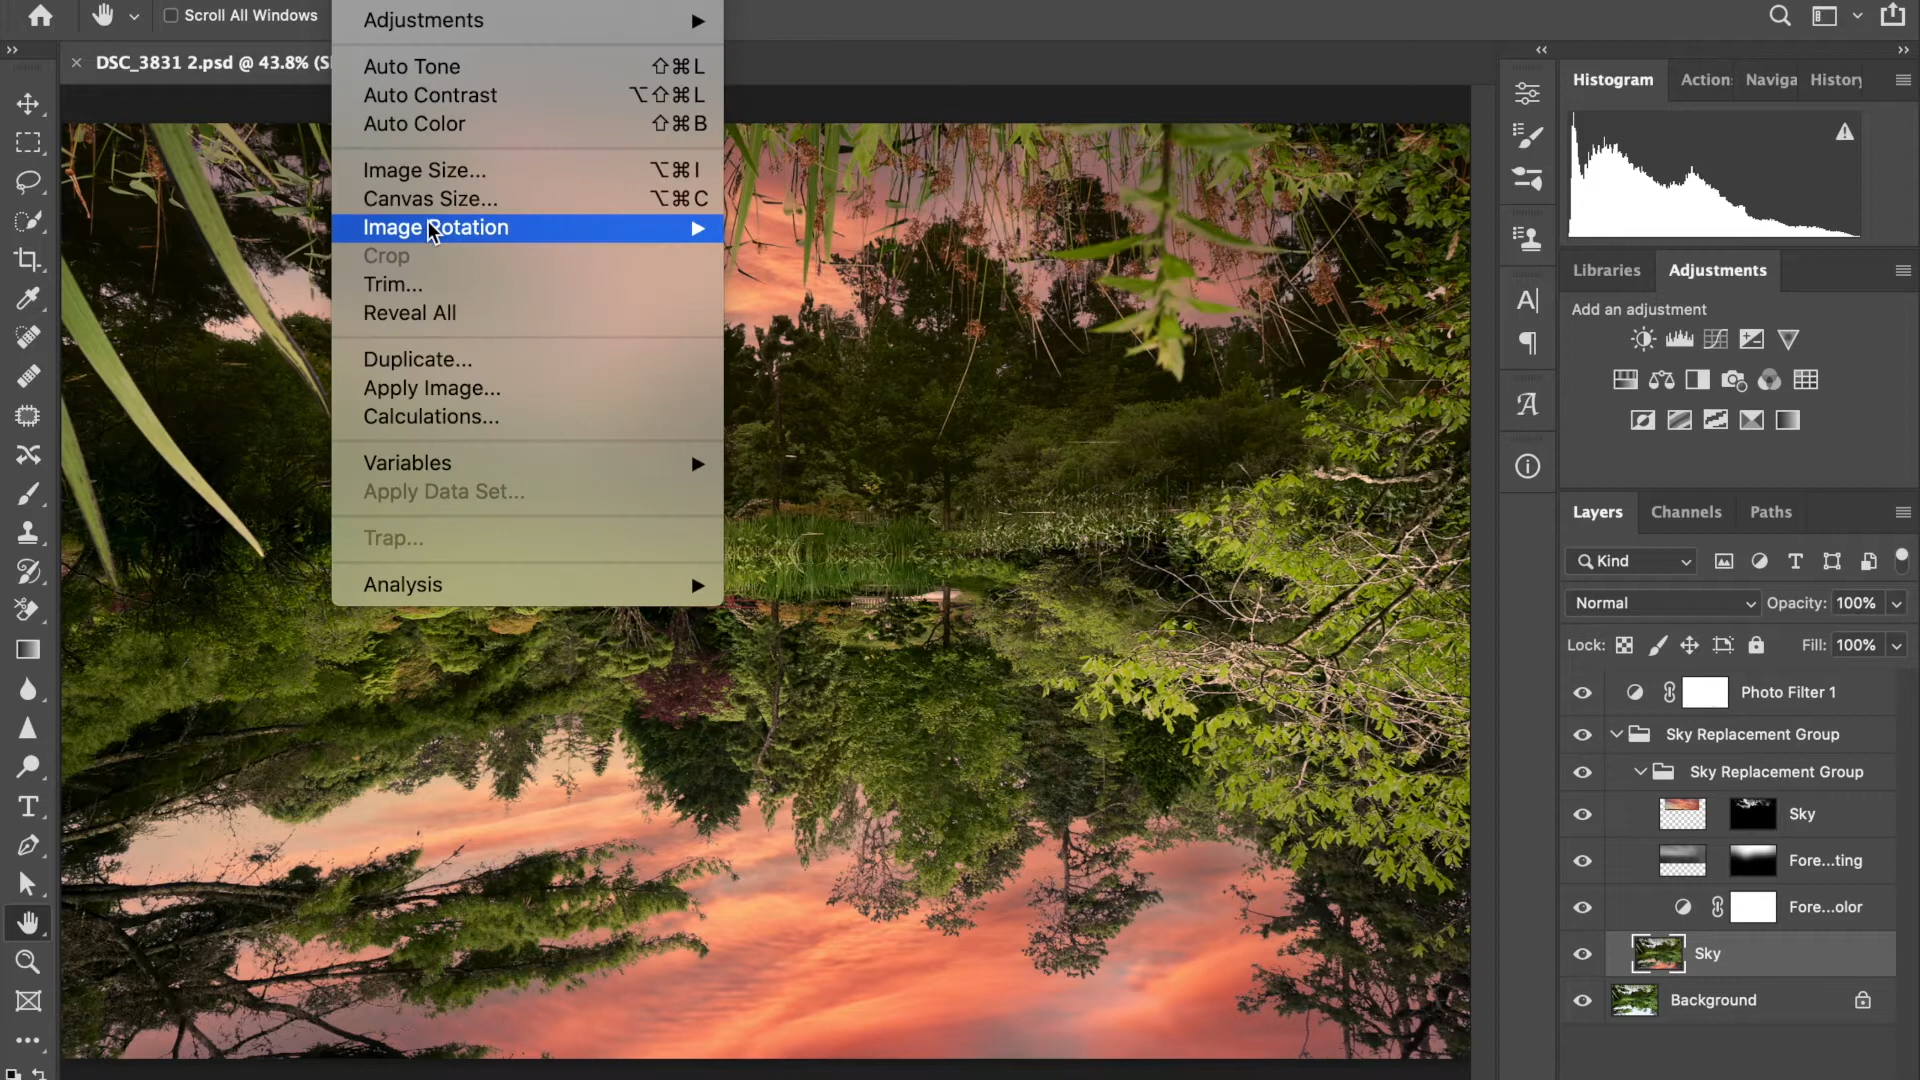 Scroll All Windows
DSC_3831 2.psd @ 43.8% (S
Adjustments
Auto Tone ⇧⌘L
Auto Contrast ⌥⇧⌘L
Auto Color ⇧⌘B
Image Size... ⌥⌘I
Canvas Size... ⌥⌘C
Image Rotation
Crop
Trim...
Reveal All
Duplicate...
Apply Image...
Calculations...
Variables
Apply Data Set...
Trap...
Analysis
Histogram Action: Naviga History
Libraries Adjustments
Add an adjustment
Layers Channels Paths
Kind
Normal Opacity: 100%
Lock: Fill: 100%
Photo Filter 1
Sky Replacement Group
Sky Replacement Group
Sky
Fore...ting
Fore...olor
Sky
Background